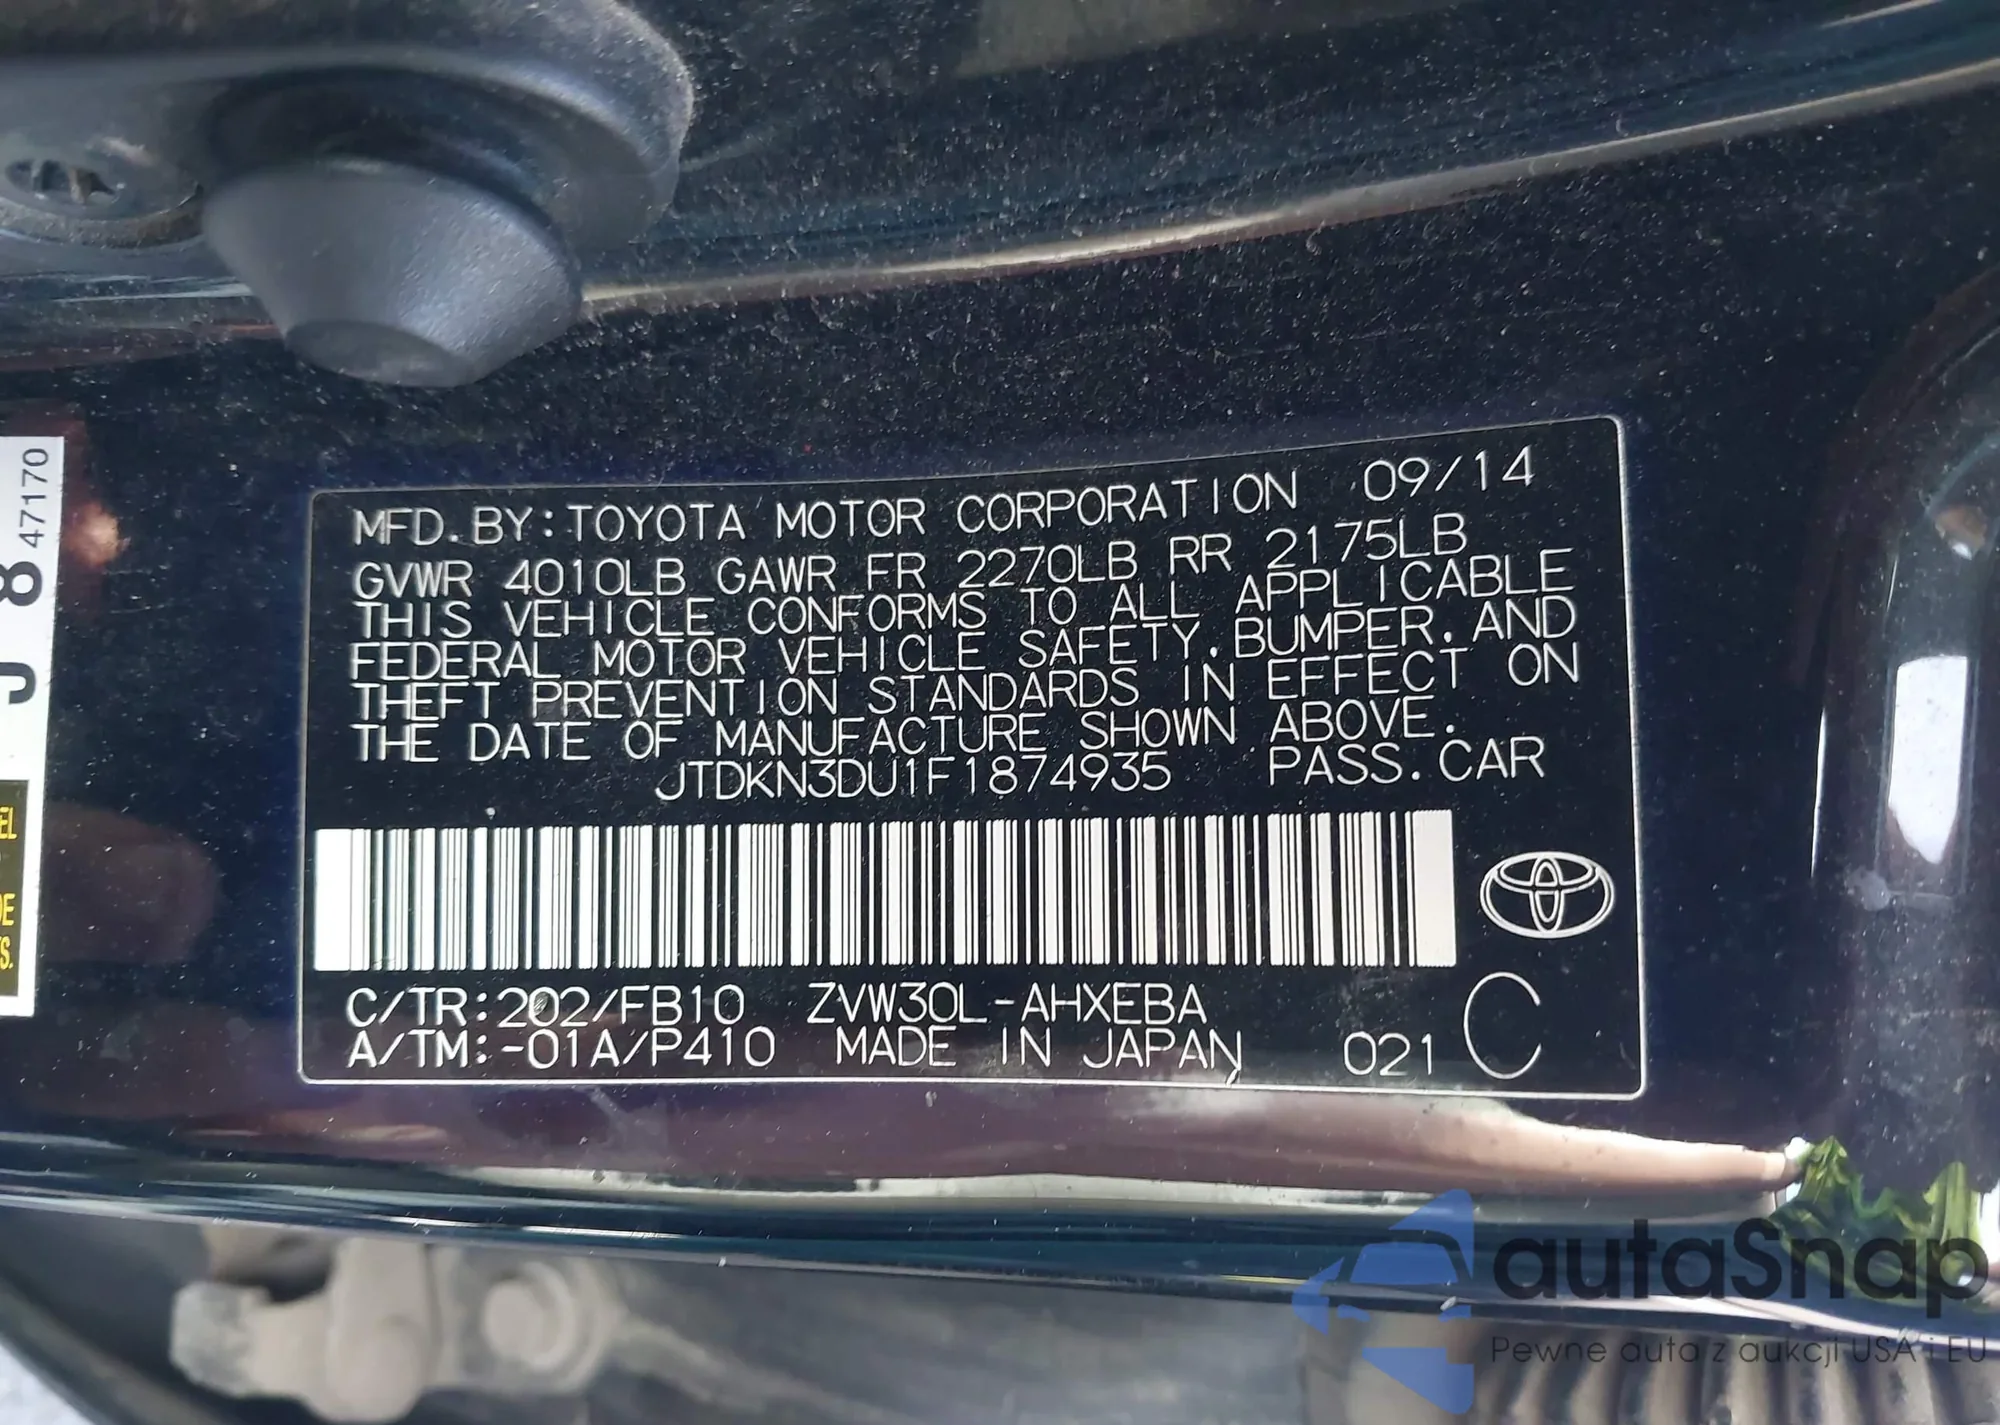 MFD.BY:TOYOTA MOTOR CORPORATION 09/14
GVWR 4010LB GAWR FR 2270LB RR 2175LB
THIS VEHICLE CONFORMS TO ALL APPLICABLE
FEDERAL MOTOR VEHICLE SAFETY, BUMPER, AND
THEFT PREVENTION STANDARDS IN EFFECT ON
THE DATE OF MANUFACTURE SHOWN ABOVE.
JTDKN3DU1F1874935 PASS.CAR
C/TR:202/FB10 ZVW30L-AHXEBA
A/TM:-01A/P410 MADE IN JAPAN 021 C
47170
8
autoSnap
Pewne auta z aukcji USA i EU